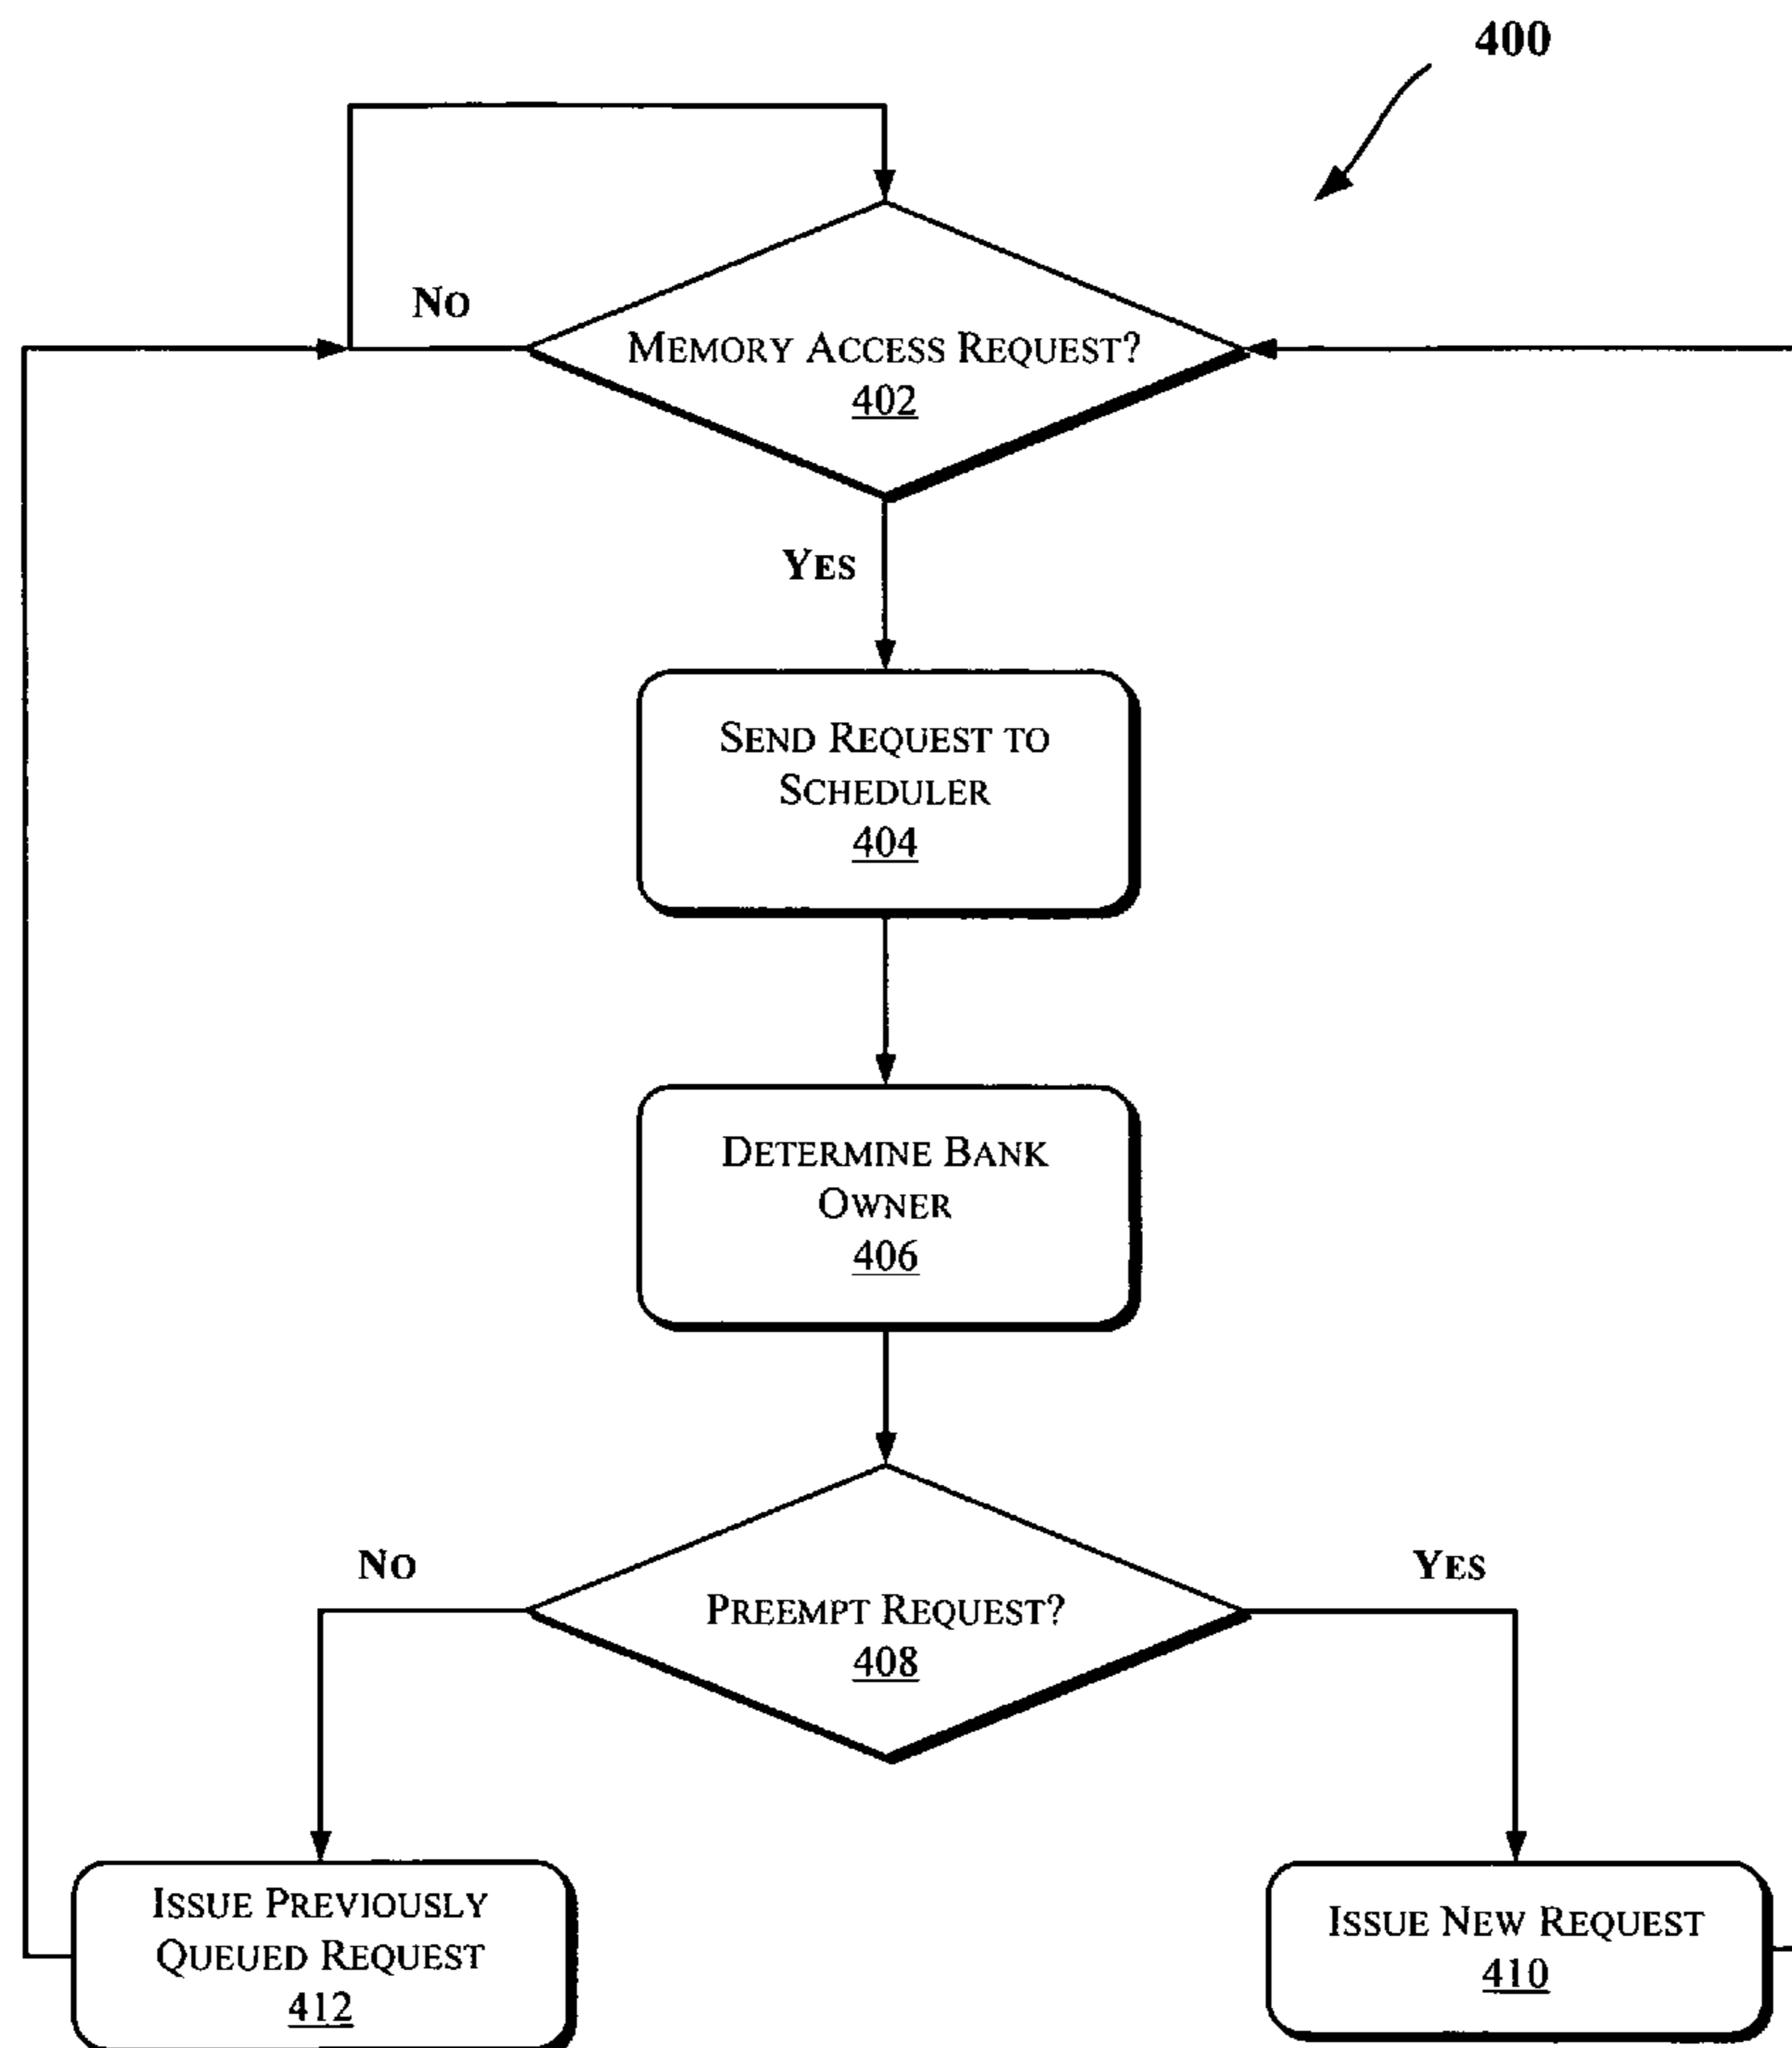 400
NO
MEMORY ACCESS REQUEST?
402
YES
SEND REQUEST TO
SCHEDULER
404
DETERMINE BANK
OWNER
406
NO
YES
PREEMPT REQUEST?
408
ISSUE PREVIOUSLY
QUEUED REQUEST
412
ISSUE NEW REQUEST
410